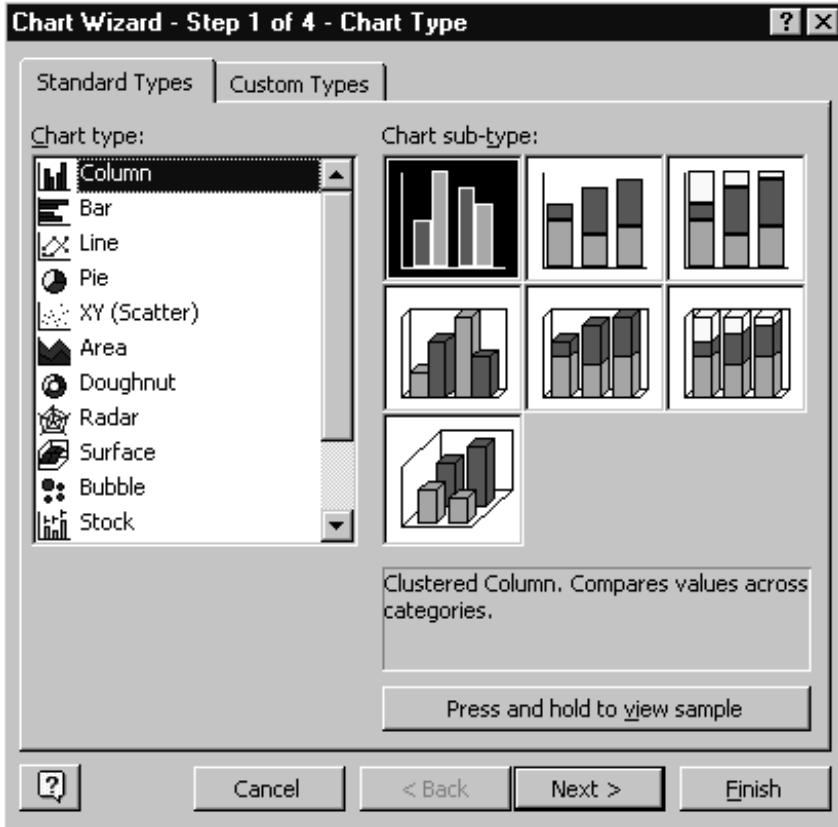 Chart Wizard - Step 1 of 4 - Chart Type
Standard Types
Custom Types
Chart type:
Column
Bar
Line
Pie
XY (Scatter)
Area
Doughnut
Radar
Surface
Bubble
Stock
Chart sub-type:
Clustered Column. Compares values across
categories.
Press and hold to view sample
Cancel
< Back
Next >
Finish